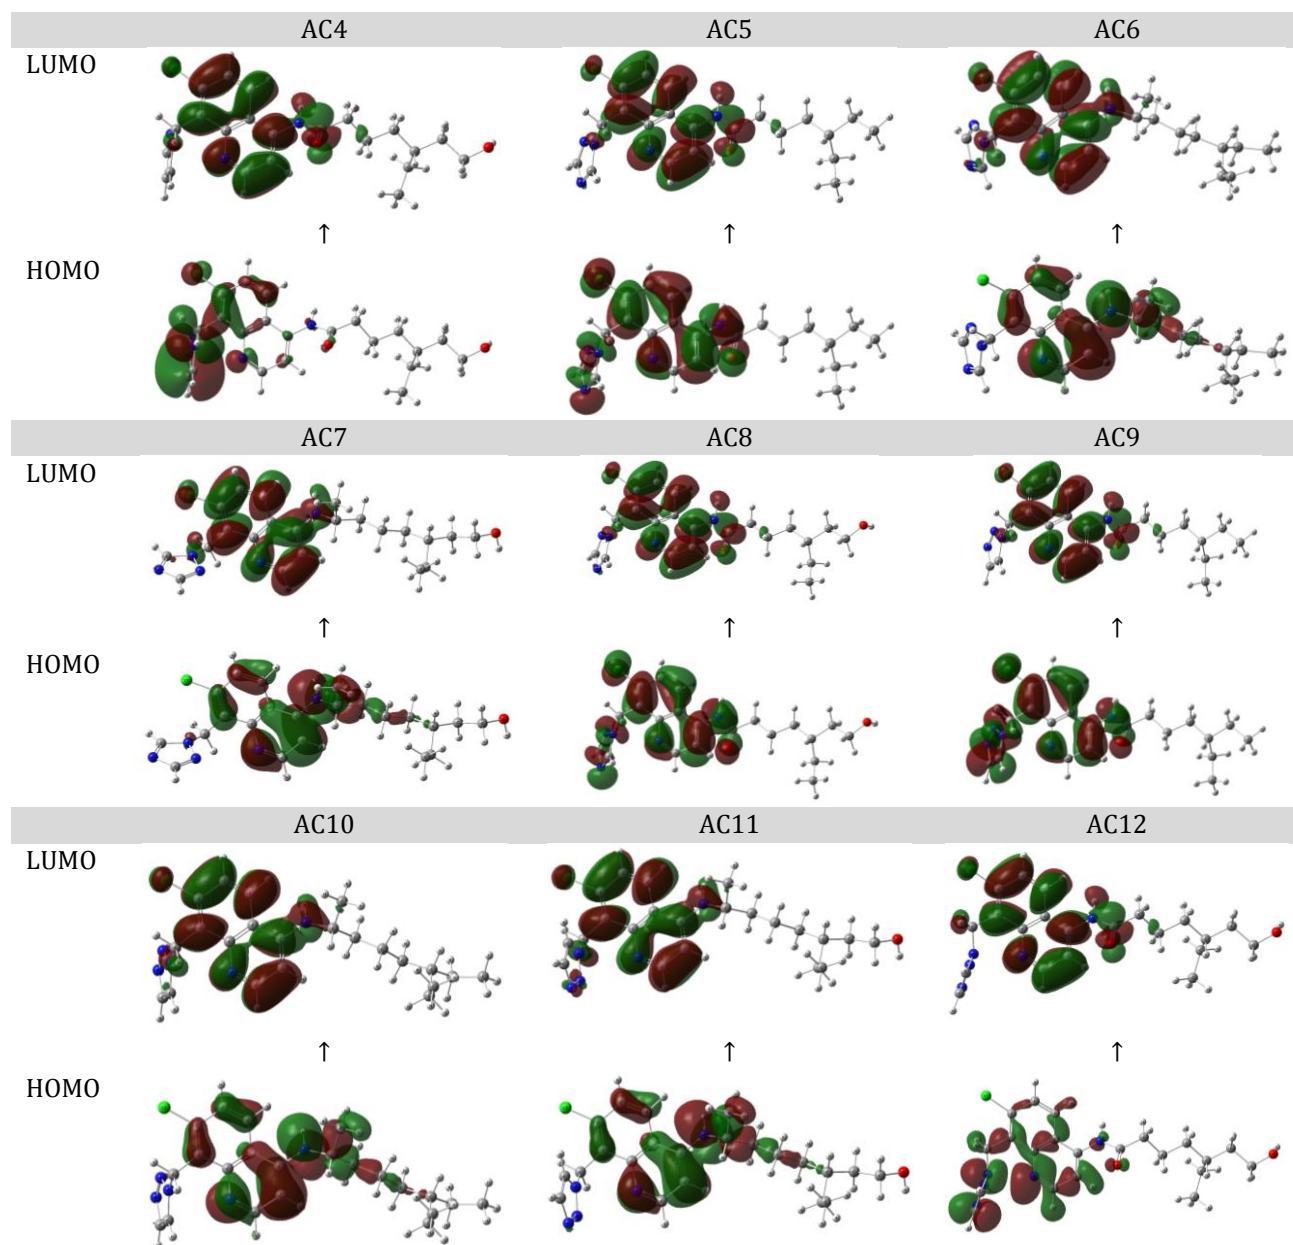 AC4 AC5 AC6
LUMO
↑ ↑ ↑
HOMO
AC7 AC8 AC9
LUMO
↑ ↑ ↑
HOMO
AC10 AC11 AC12
LUMO
↑ ↑ ↑
HOMO